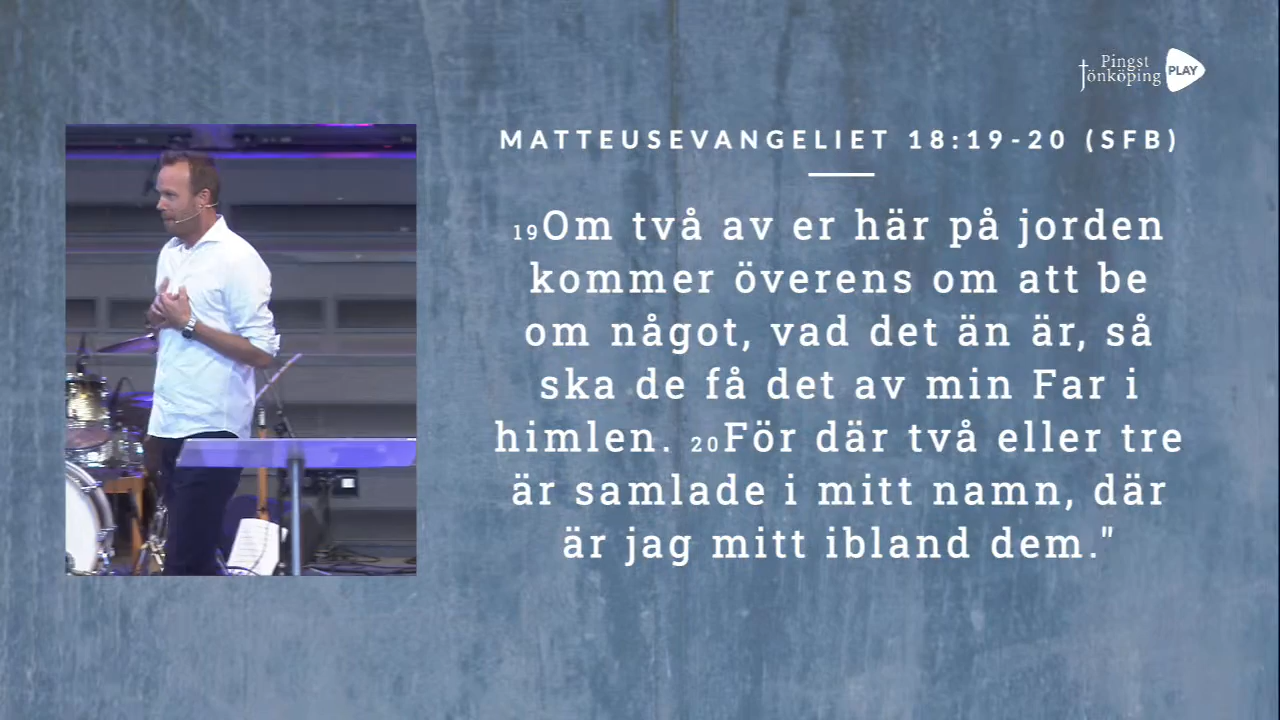 Pingst
Jönköping PLAY
MATTEUSEVANGELIET 18:19-20 (SFB)
19Om två av er här på jorden
kommer överens om att be
om något, vad det än är, så
ska de få det av min Far i
himlen. 20För där två eller tre
är samlade i mitt namn, där
är jag mitt ibland dem."